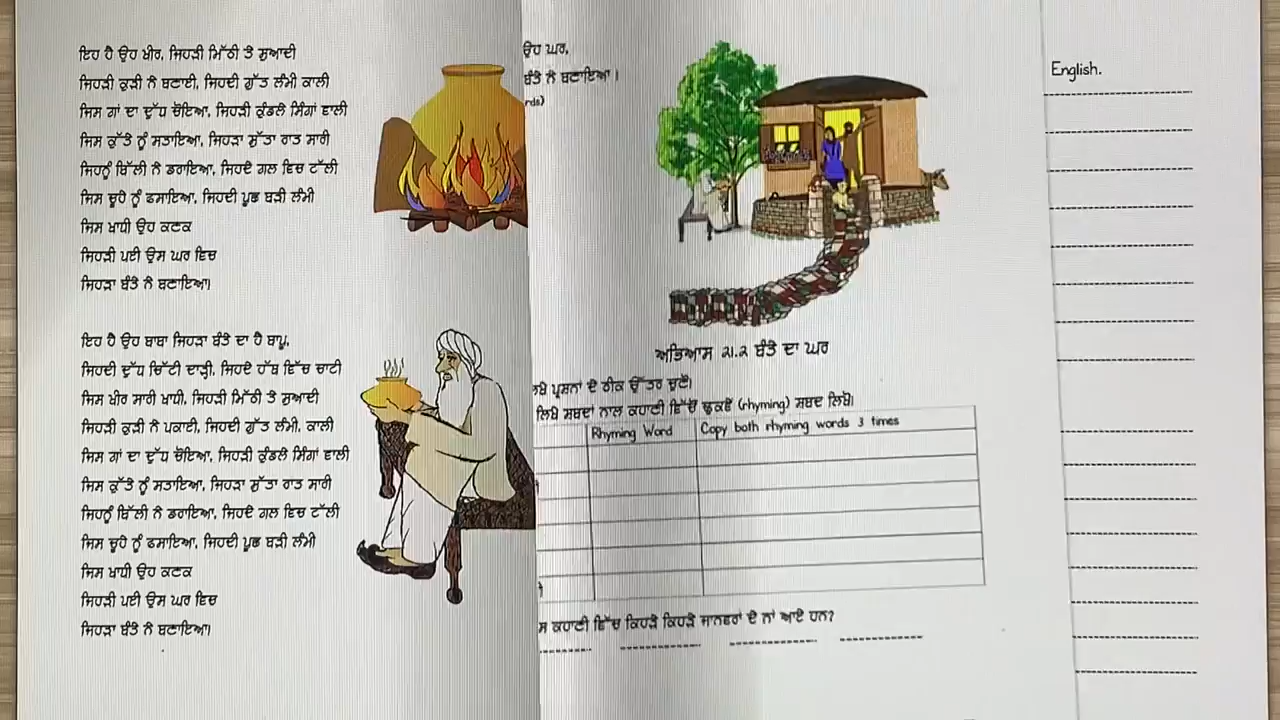 ਇਹ ਹੈ ਉਹ ਖੀਰ, ਜਿਹੜੀ ਮਿੱਠੀ ਤੇ ਸੁਆਦੀ
ਜਿਹੜੀ ਕੁੜੀ ਨੇ ਬਣਾਈ, ਜਿਹਦੀ ਗੁੱਤ ਲੰਮੀ ਕਾਲੀ
ਜਿਸ ਗਾਂ ਦਾ ਦੁੱਧ ਚੋਇਆ, ਜਿਹੜੀ ਕੁੰਡਲੇ ਸਿੰਗਾਂ ਵਾਲੀ
ਜਿਸ ਕੁੱਤੇ ਨੂੰ ਸਤਾਇਆ, ਜਿਹੜਾ ਸੁੱਤਾ ਰਾਤ ਸਾਰੀ
ਜਿਹਨੂੰ ਬਿੱਲੀ ਨੇ ਡਰਾਇਆ, ਜਿਹਦੇ ਗਲ ਵਿਚ ਟੱਲੀ
ਜਿਸ ਚੂਹੇ ਨੂੰ ਫਸਾਇਆ, ਜਿਹਦੀ ਪੂਛ ਬੜੀ ਲੰਮੀ
ਜਿਸ ਖਾਧੀ ਉਹ ਕਣਕ
ਜਿਹੜੀ ਪਈ ਉਸ ਘਰ ਵਿਚ
ਜਿਹੜਾ ਬੰਤੇ ਨੇ ਬਣਾਇਆ।
ਇਹ ਹੈ ਉਹ ਬਾਬਾ ਜਿਹੜਾ ਬੰਤੇ ਦਾ ਹੈ ਬਾਪੂ,
ਜਿਹਦੀ ਦੁੱਧ ਚਿੱਟੀ ਦਾੜ੍ਹੀ, ਜਿਹਦੇ ਹੱਥ ਵਿੱਚ ਚਾਟੀ
ਜਿਸ ਖੀਰ ਸਾਰੀ ਖਾਧੀ, ਜਿਹੜੀ ਮਿੱਠੀ ਤੇ ਸੁਆਦੀ
ਜਿਹੜੀ ਕੁੜੀ ਨੇ ਪਕਾਈ, ਜਿਹਦੀ ਗੁੱਤ ਲੰਮੀ, ਕਾਲੀ
ਜਿਸ ਗਾਂ ਦਾ ਦੁੱਧ ਚੋਇਆ, ਜਿਹੜੀ ਕੁੰਡਲੇ ਸਿੰਗਾਂ ਵਾਲੀ
ਜਿਸ ਕੁੱਤੇ ਨੂੰ ਸਤਾਇਆ, ਜਿਹੜਾ ਸੁੱਤਾ ਰਾਤ ਸਾਰੀ
ਜਿਹਨੂੰ ਬਿੱਲੀ ਨੇ ਡਰਾਇਆ, ਜਿਹਦੇ ਗਲ ਵਿਚ ਟੱਲੀ
ਜਿਸ ਚੂਹੇ ਨੂੰ ਫਸਾਇਆ, ਜਿਹਦੀ ਪੂਛ ਬੜੀ ਲੰਮੀ
ਜਿਸ ਖਾਧੀ ਉਹ ਕਣਕ
ਜਿਹੜੀ ਪਈ ਉਸ ਘਰ ਵਿਚ
ਜਿਹੜਾ ਬੰਤੇ ਨੇ ਬਣਾਇਆ।
ਉਹ ਘਰ,
ਬੰਤੇ ਨੇ ਬਣਾਇਆ।
rds)
ਅਭਿਆਸ 21.2 ਬੰਤੇ ਦਾ ਘਰ
ਪ੍ਰਸ਼ਨਾਂ ਦੇ ਠੀਕ ਉੱਤਰ ਚੁਣੋ।
ਲਿਖੇ ਸ਼ਬਦਾਂ ਨਾਲ ਕਹਾਣੀ ਵਿੱਚੋਂ ਢੁਕਵੇਂ (rhyming) ਸ਼ਬਦ ਲਿਖੋ।
Rhyming Word Copy both rhyming words 3 times
ਕਹਾਣੀ ਵਿੱਚ ਕਿਹੜੇ ਕਿਹੜੇ ਜਾਨਵਰਾਂ ਦੇ ਨਾਂ ਆਏ ਹਨ?
English.